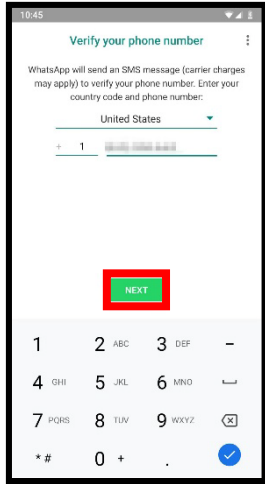 10:45
Verify your phone number
WhatsApp will send an SMS message (carrier charges
may apply) to verify your phone number. Enter your
country code and phone number:
United States
+ 1
NEXT
1 2 ABC 3 DEF –
4 GHI 5 JKL 6 MNO
7 PQRS 8 TUV 9 WXYZ
* # 0 + .